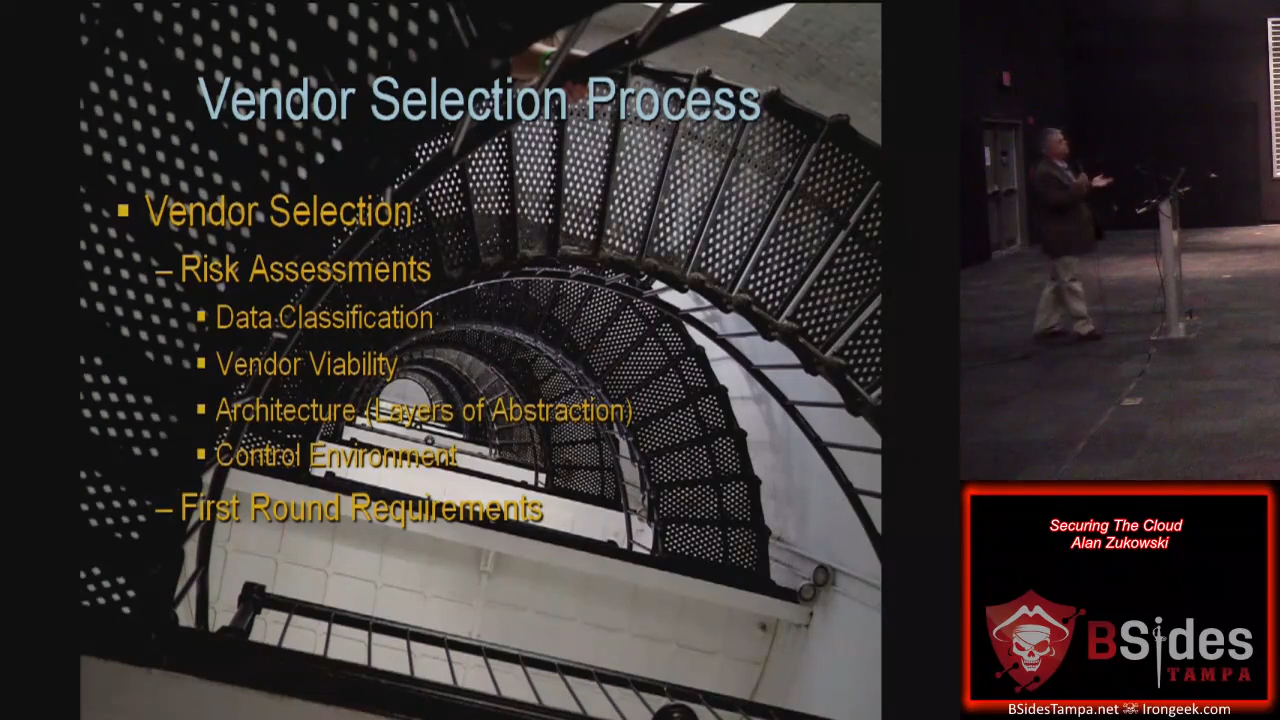 Vendor Selection Process
▪ Vendor Selection
– Risk Assessments
▪ Data Classification
▪ Vendor Viability
▪ Architecture (Layers of Abstraction)
▪ Control Environment
– First Round Requirements
Securing The Cloud
Alan Zukowski
BSides
TAMPA
BSidesTampa.net Irongeek.com